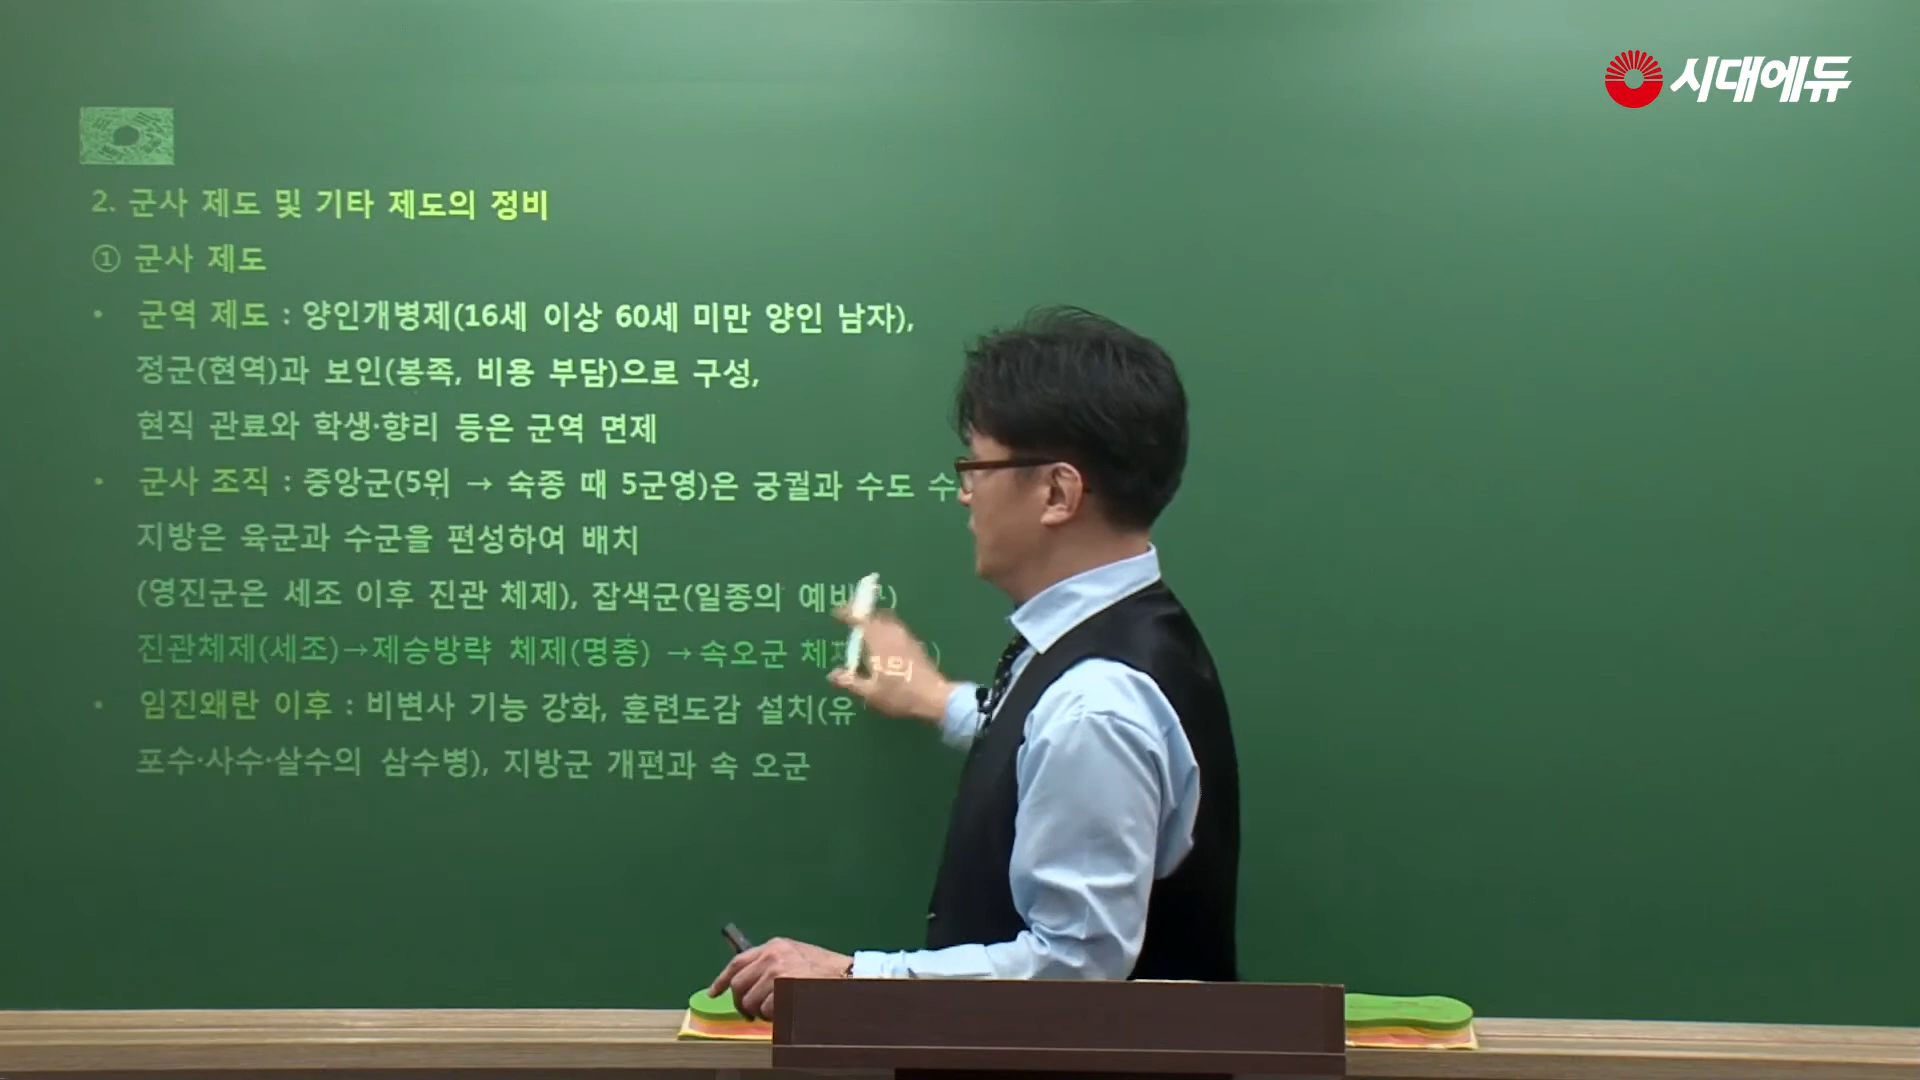 시대에듀
2. 군사 제도 및 기타 제도의 정비
① 군사 제도
• 군역 제도 : 양인개병제(16세 이상 60세 미만 양인 남자),
정군(현역)과 보인(봉족, 비용 부담)으로 구성,
현직 관료와 학생·향리 등은 군역 면제
• 군사 조직 : 중앙군(5위 → 숙종 때 5군영)은 궁궐과 수도
지방은 육군과 수군을 편성하여 배치
(영진군은 세조 이후 진관 체제), 잡색군(일종의
진관체제(세조)→제승방략 체제(명종) →속오군
• 임진왜란 이후 : 비변사 기능 강화, 훈련도감 설치(유
포수·사수·살수의 삼수병), 지방군 개편과 속 오군